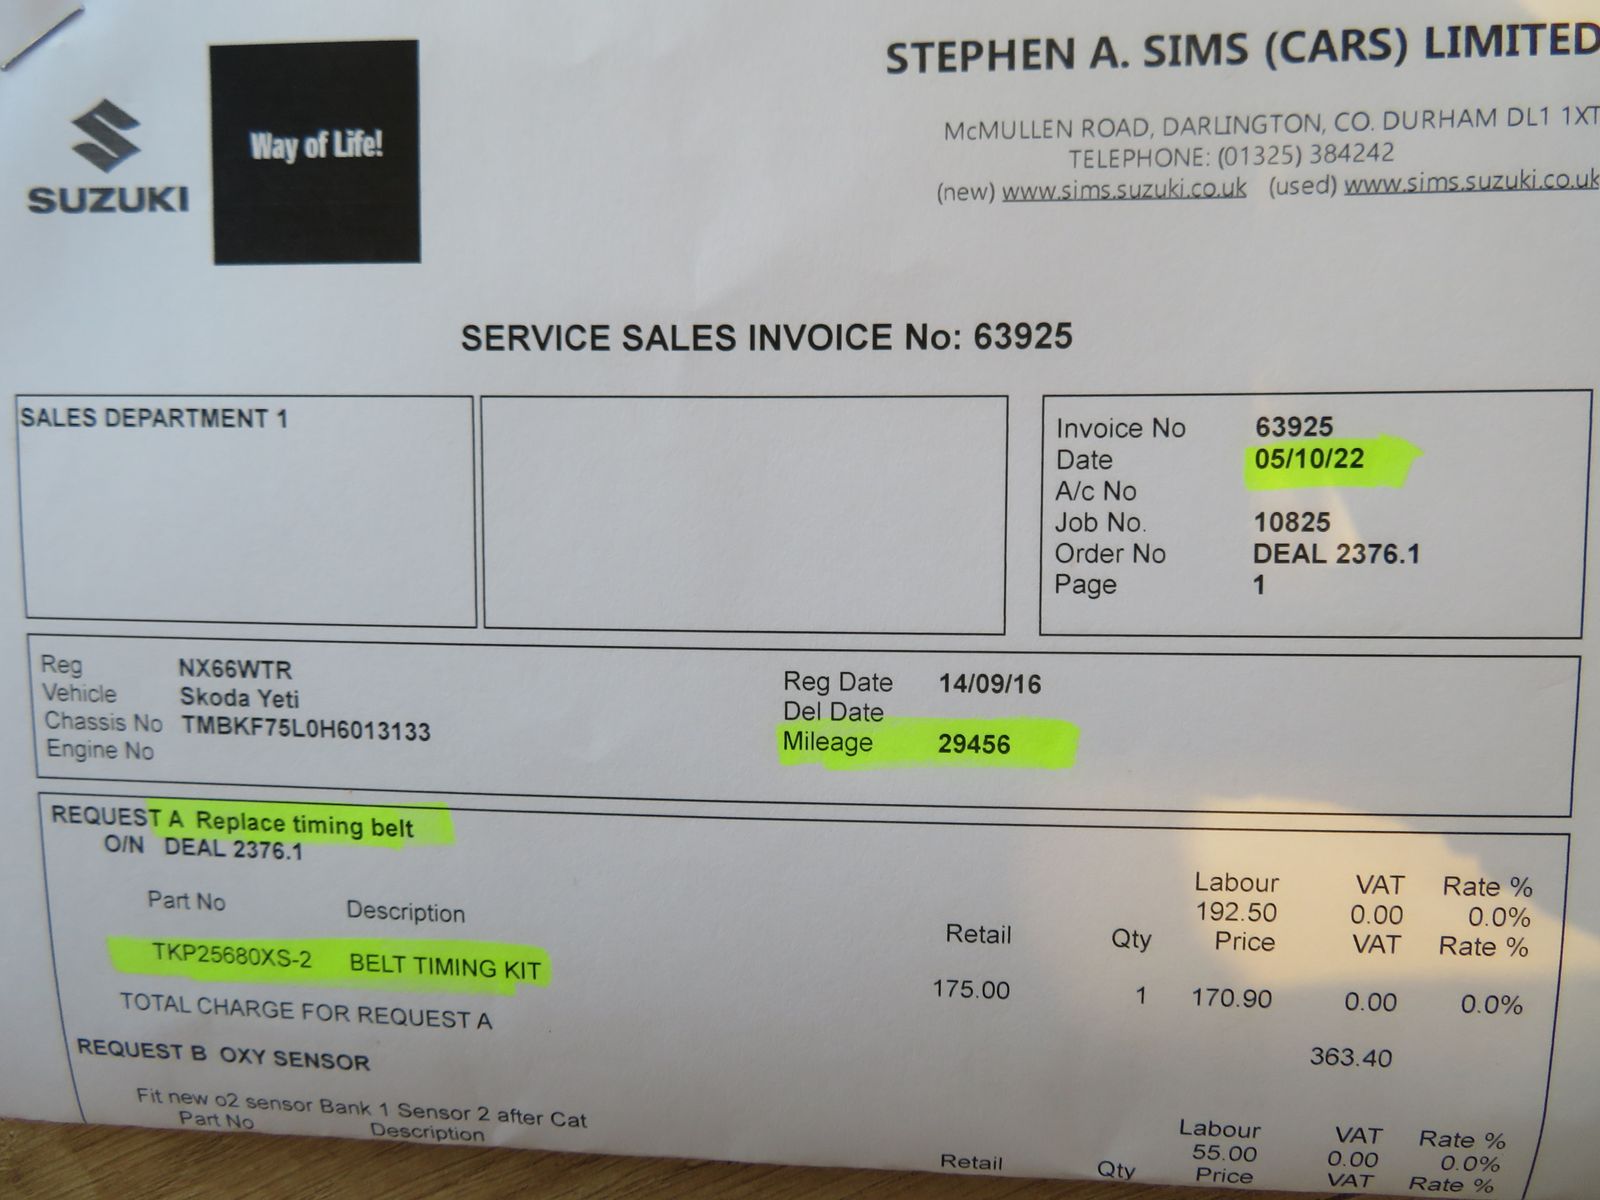 STEPHEN A. SIMS (CARS) LIMITED
McMULLEN ROAD, DARLINGTON, CO. DURHAM DL1 1XT
TELEPHONE: (01325) 384242
(new) www.sims.suzuki.co.uk (used) www.sims.suzuki.co.uk
SUZUKI
Way of Life!
SERVICE SALES INVOICE No: 63925
SALES DEPARTMENT 1
Invoice No 63925
Date 05/10/22
A/c No
Job No. 10825
Order No DEAL 2376.1
Page 1
Reg NX66WTR
Vehicle Skoda Yeti
Chassis No TMBKF75L0H6013133
Engine No
Reg Date 14/09/16
Del Date
Mileage 29456
REQUEST A Replace timing belt
O/N DEAL 2376.1
Labour VAT Rate %
192.50 0.00 0.0%
Part No Description Retail Qty Price VAT Rate %
TKP25680XS-2 BELT TIMING KIT 175.00 1 170.90 0.00 0.0%
TOTAL CHARGE FOR REQUEST A 363.40
REQUEST B OXY SENSOR
Fit new o2 sensor Bank 1 Sensor 2 after Cat
Labour VAT Rate %
55.00 0.00 0.0%
Part No Description Retail Qty Price VAT Rate %